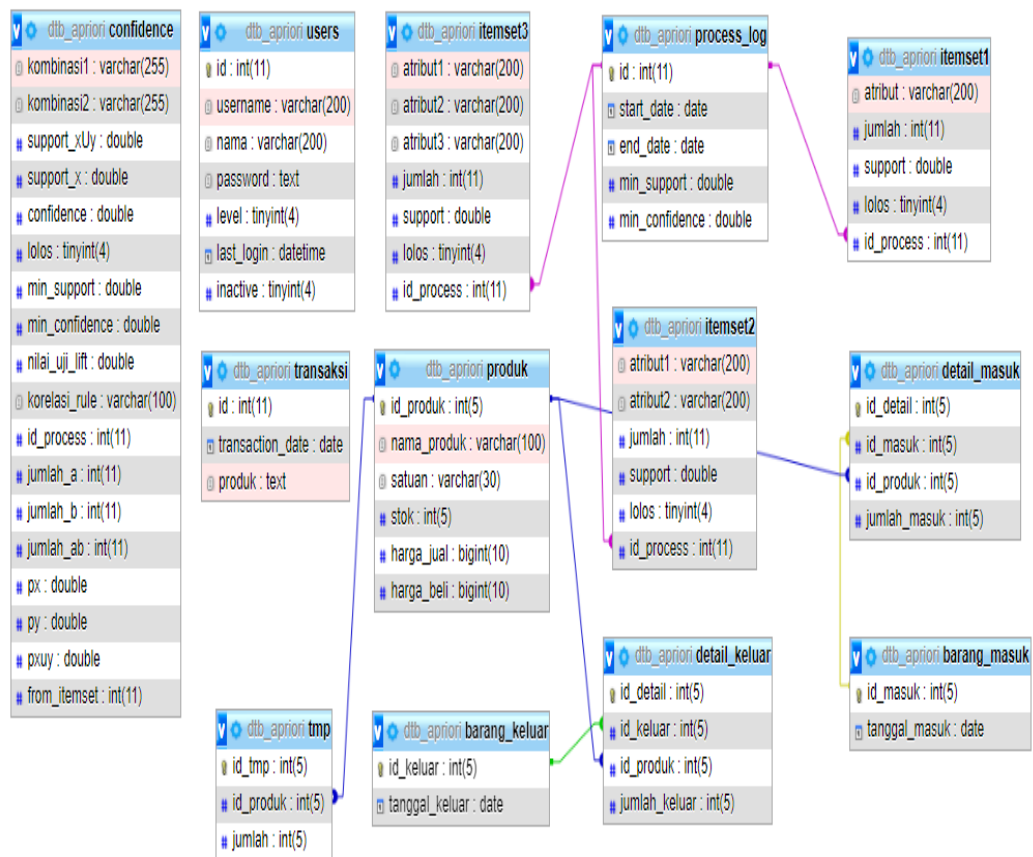 dtb_apriori confidence
kombinasi1 : varchar(255)
kombinasi2 : varchar(255)
support_xUy : double
support_x : double
confidence : double
lolos : tinyint(4)
min_support : double
min_confidence : double
nilai_uji_lift : double
korelasi_rule : varchar(100)
id_process : int(11)
jumlah_a : int(11)
jumlah_b : int(11)
jumlah_ab : int(11)
px : double
py : double
pxuy : double
from_itemset : int(11)
dtb_apriori users
id : int(11)
username : varchar(200)
nama : varchar(200)
password : text
level : tinyint(4)
last_login : datetime
inactive : tinyint(4)
dtb_apriori itemset3
atribut1 : varchar(200)
atribut2 : varchar(200)
atribut3 : varchar(200)
jumlah : int(11)
support : double
lolos : tinyint(4)
id_process : int(11)
dtb_apriori process_log
id : int(11)
start_date : date
end_date : date
min_support : double
min_confidence : double
dtb_apriori itemset1
atribut : varchar(200)
jumlah : int(11)
support : double
lolos : tinyint(4)
id_process : int(11)
dtb_apriori transaksi
id : int(11)
transaction_date : date
produk : text
dtb_apriori produk
id_produk : int(5)
nama_produk : varchar(100)
satuan : varchar(30)
stok : int(5)
harga_jual : bigint(10)
harga_beli : bigint(10)
dtb_apriori itemset2
atribut1 : varchar(200)
atribut2 : varchar(200)
jumlah : int(11)
support : double
lolos : tinyint(4)
id_process : int(11)
dtb_apriori detail_masuk
id_detail : int(5)
id_masuk : int(5)
id_produk : int(5)
jumlah_masuk : int(5)
dtb_apriori tmp
id_tmp : int(5)
id_produk : int(5)
jumlah : int(5)
dtb_apriori barang_keluar
id_keluar : int(5)
tanggal_keluar : date
dtb_apriori detail_keluar
id_detail : int(5)
id_keluar : int(5)
id_produk : int(5)
jumlah_keluar : int(5)
dtb_apriori barang_masuk
id_masuk : int(5)
tanggal_masuk : date